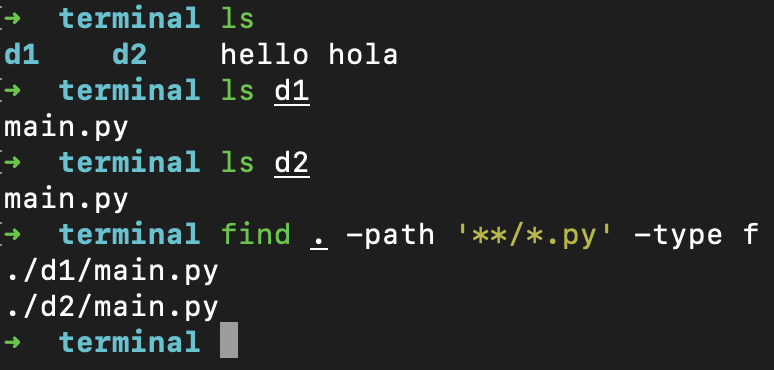 ➜  terminal ls
d1    d2    hello hola
➜  terminal ls d1
main.py
➜  terminal ls d2
main.py
➜  terminal find . -path '**/*.py' -type f
./d1/main.py
./d2/main.py
➜  terminal